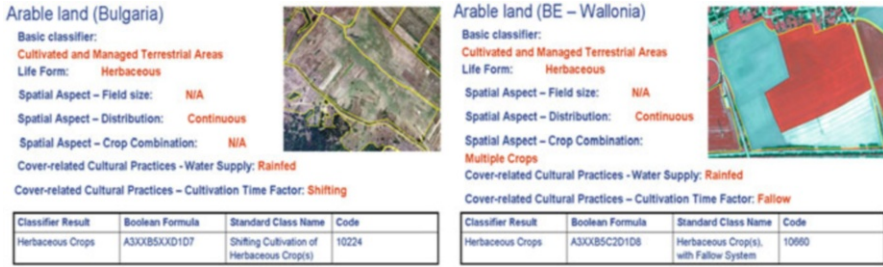 Arable land (Bulgaria)
Basic classifier:
Cultivated and Managed Terrestrial Areas
Life Form: Herbaceous
Spatial Aspect – Field size: N/A
Spatial Aspect – Distribution: Continuous
Spatial Aspect – Crop Combination: N/A
Cover-related Cultural Practices - Water Supply: Rainfed
Cover-related Cultural Practices – Cultivation Time Factor: Shifting
Classifier Result Boolean Formula Standard Class Name Code
Herbaceous Crops A3XXB5XXD1D7 Shifting Cultivation of 10224
Herbaceous Crop(s)
Arable land (BE – Wallonia)
Basic classifier:
Cultivated and Managed Terrestrial Areas
Life Form: Herbaceous
Spatial Aspect – Field size: N/A
Spatial Aspect – Distribution: Continuous
Spatial Aspect – Crop Combination:
Multiple Crops
Cover-related Cultural Practices - Water Supply: Rainfed
Cover-related Cultural Practices – Cultivation Time Factor: Fallow
Classifier Result Boolean Formula Standard Class Name Code
Herbaceous Crops A3XXB5C2D1D8 Herbaceous Crop(s), 10660
with Fallow System